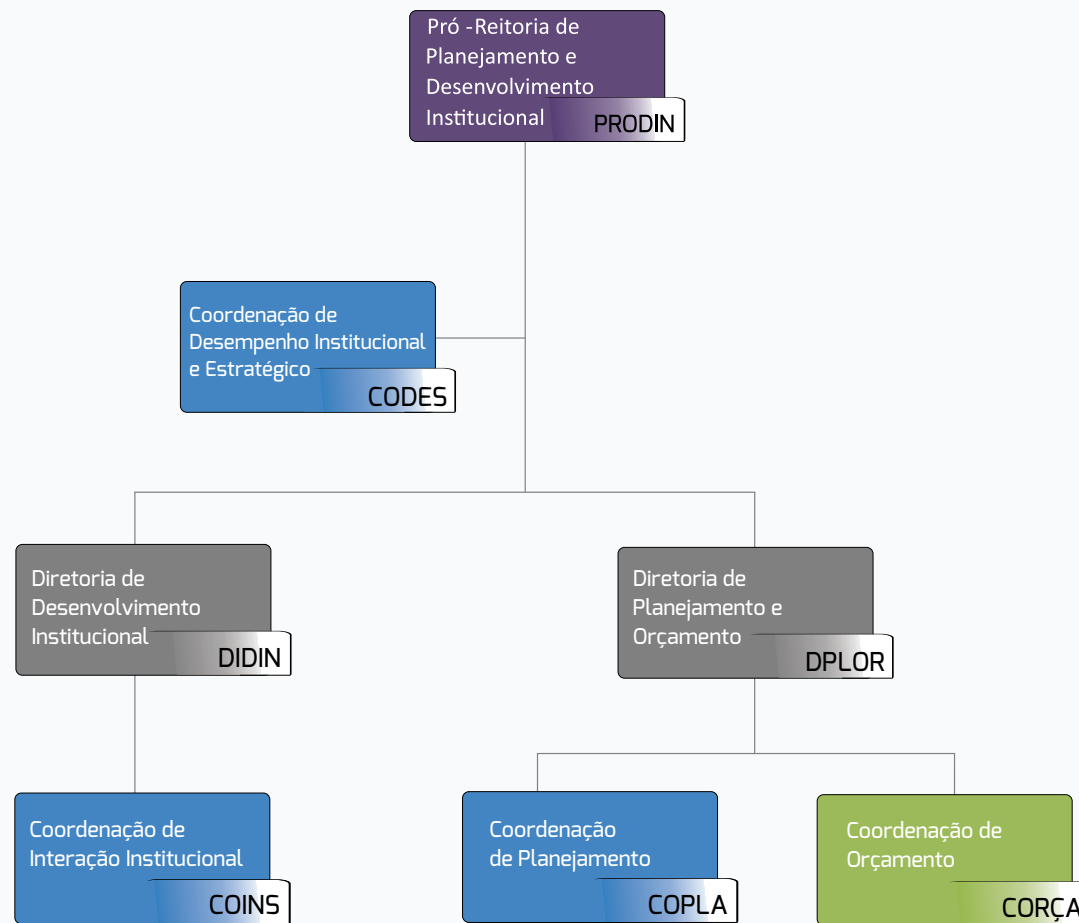 Pró -Reitoria de
Planejamento e
Desenvolvimento
Institucional
PRODIN
Coordenação de
Desempenho Institucional
e Estratégico
CODES
Diretoria de
Desenvolvimento
Institucional
DIDIN
Diretoria de
Planejamento e
Orçamento
DPLOR
Coordenação de
Interação Institucional
COINS
Coordenação
de Planejamento
COPLA
Coordenação de
Orçamento
CORÇA